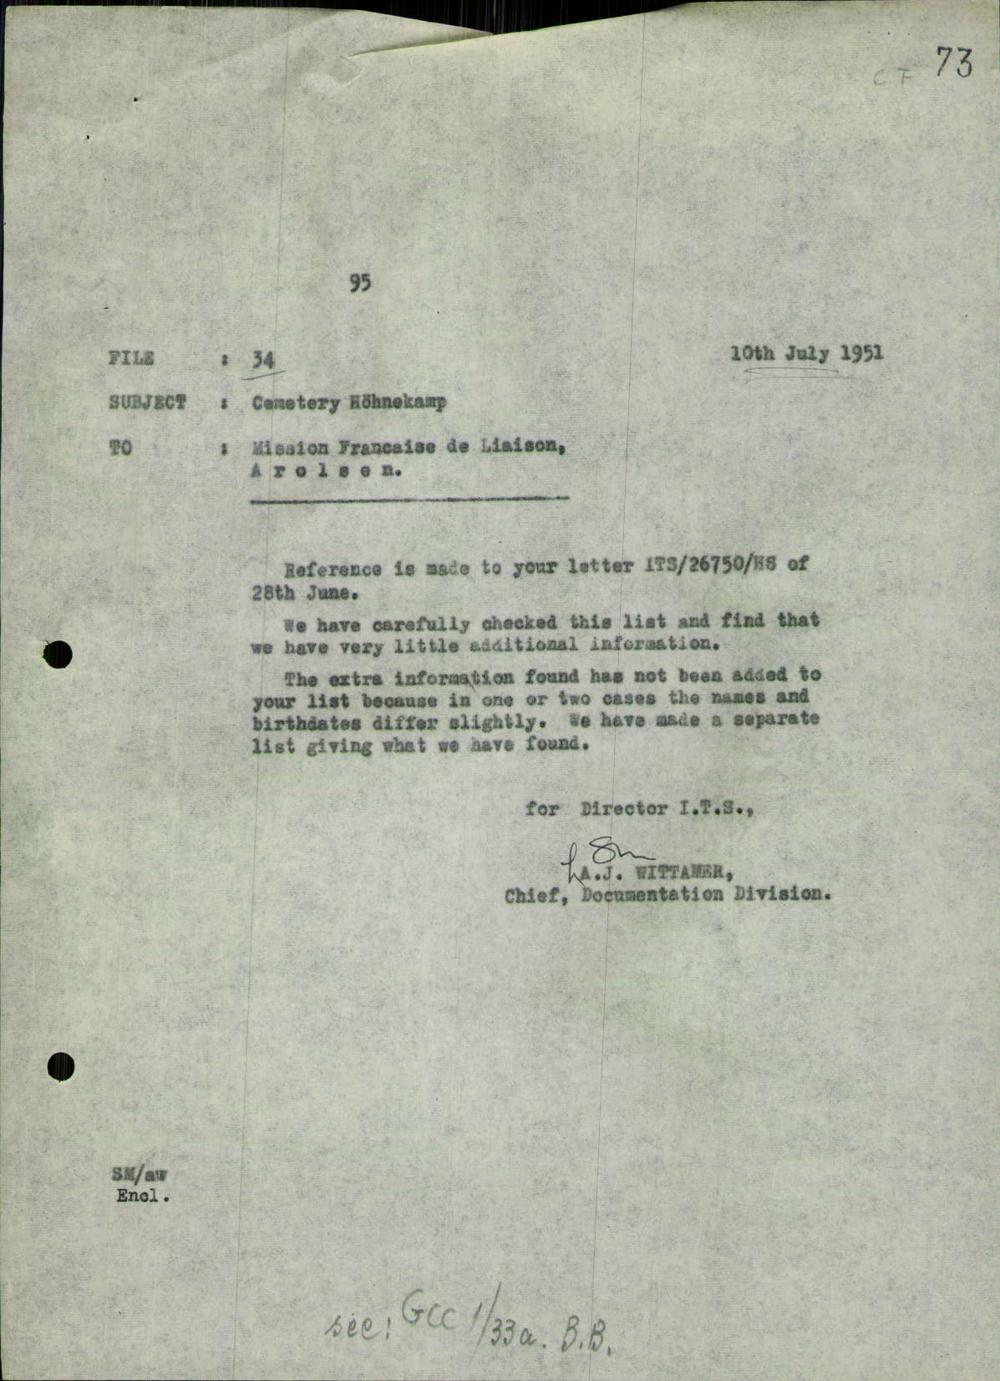 CF 73
95
FILE : 34
10th July 1951
SUBJECT : Cemetery Höhnekamp
TO : Mission Francaise de Liaison,
A r o l s e n.
Reference is made to your letter ITS/26750/HS of
28th June.
We have carefully checked this list and find that
we have very little additional information.
The extra information found has not been added to
your list because in one or two cases the names and
birthdates differ slightly. We have made a separate
list giving what we have found.
for Director I.T.S.,
A.J. WITTAMER,
Chief, Documentation Division.
SM/aw
Encl.
see: GCC 1/33a. B.B.